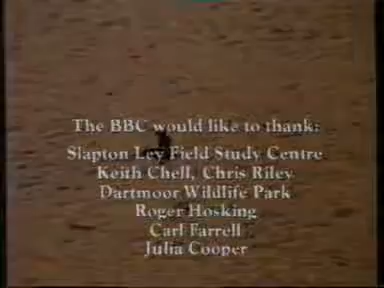 The BBC would like to thank:
Slapton Ley Field Study Centre
Keith Chell, Chris Riley
Dartmoor Wildlife Park
Roger Hosking
Carl Farrell
Julia Cooper